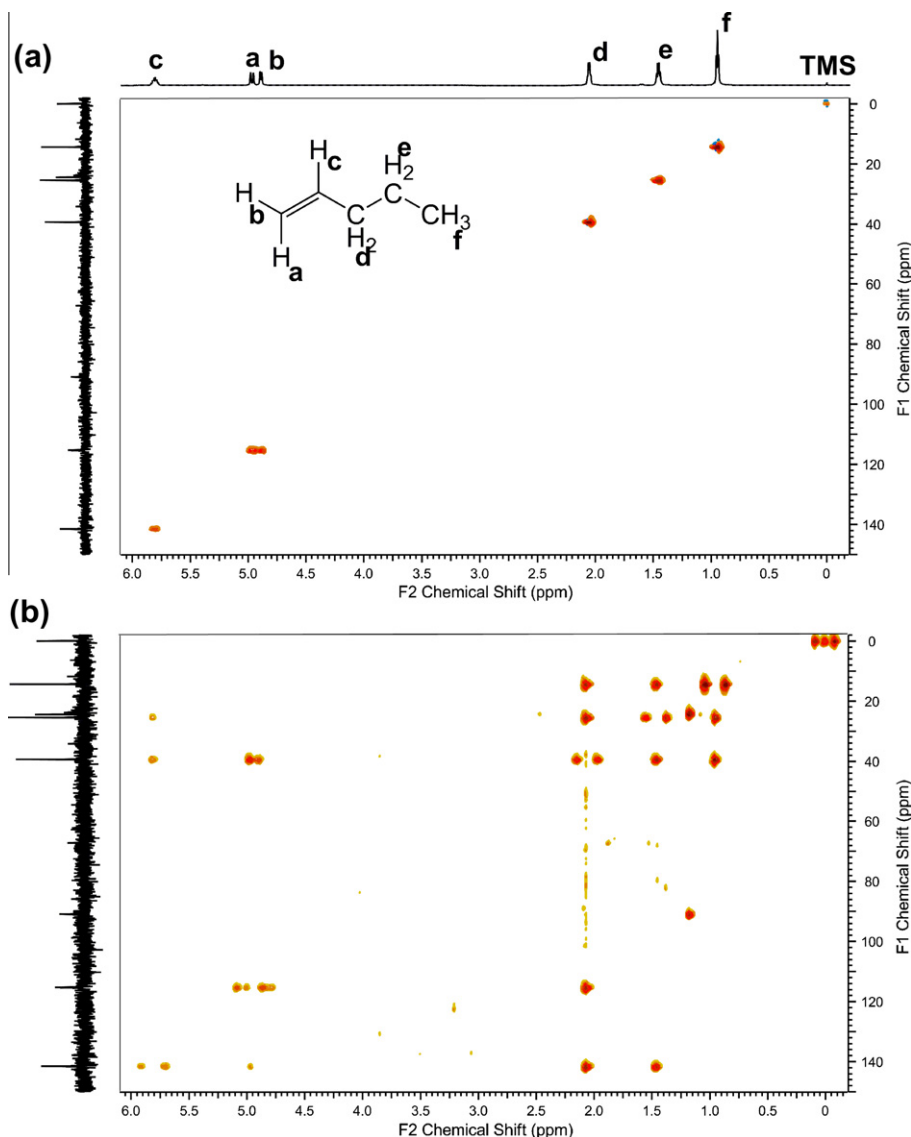 (a)
c
a
b
d
e
f
TMS
H
c
H2
e
H
b
C
C
CH3
H2
H
a
d
f
0
20
40
60
80
100
120
140
F1 Chemical Shift (ppm)
6.0 5.5 5.0 4.5 4.0 3.5 3.0 2.5 2.0 1.5 1.0 0.5 0
F2 Chemical Shift (ppm)
(b)
0
20
40
60
80
100
120
140
F1 Chemical Shift (ppm)
6.0 5.5 5.0 4.5 4.0 3.5 3.0 2.5 2.0 1.5 1.0 0.5 0
F2 Chemical Shift (ppm)